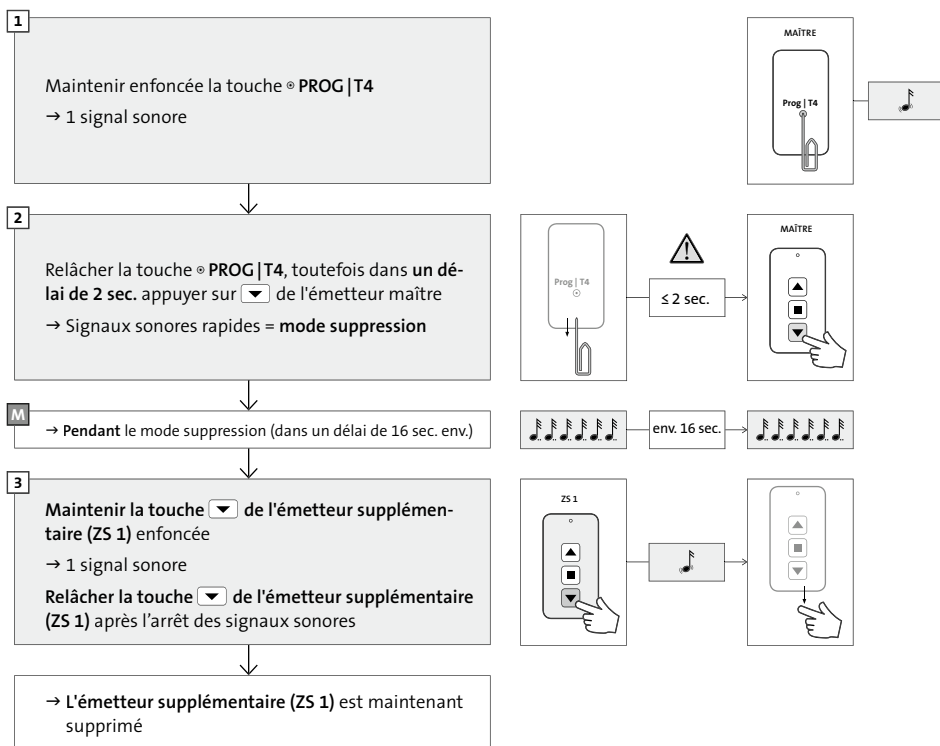 1
Maintenir enfoncée la touche ⊙ PROG|T4
→ 1 signal sonore
MAÎTRE
Prog | T4
2
Relâcher la touche ⊙ PROG|T4, toutefois dans un dé-
lai de 2 sec. appuyer sur ▼ de l'émetteur maître
→ Signaux sonores rapides = mode suppression
Prog | T4
≤ 2 sec.
MAÎTRE
M
→ Pendant le mode suppression (dans un délai de 16 sec. env.)
env. 16 sec.
3
Maintenir la touche ▼ de l'émetteur supplémen-
taire (ZS 1) enfoncée
→ 1 signal sonore
Relâcher la touche ▼ de l'émetteur supplémentaire
(ZS 1) après l’arrêt des signaux sonores
ZS 1
→ L'émetteur supplémentaire (ZS 1) est maintenant
supprimé